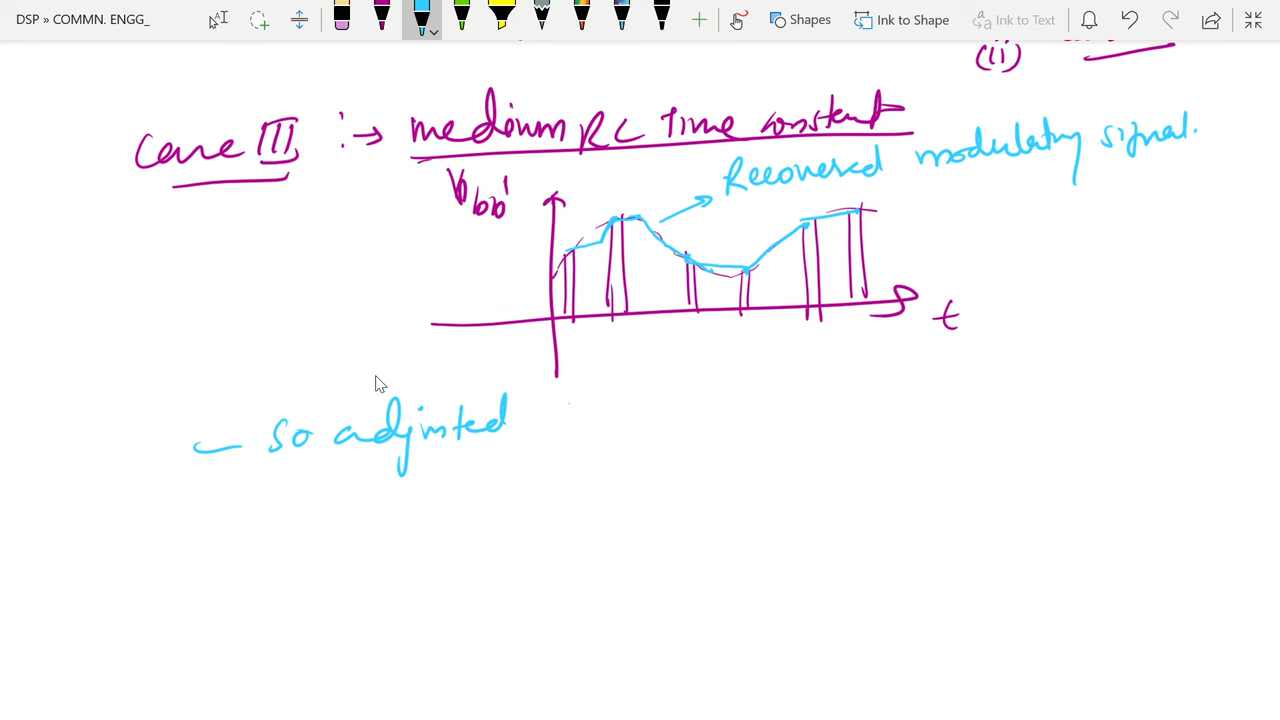 DSP » COMMN. ENGG_
Shapes
Ink to Shape
Ink to Text
(ii)
Case III :→ medium RC Time constant
Recovered modulating signal.
Vbb'
t
- so adjusted